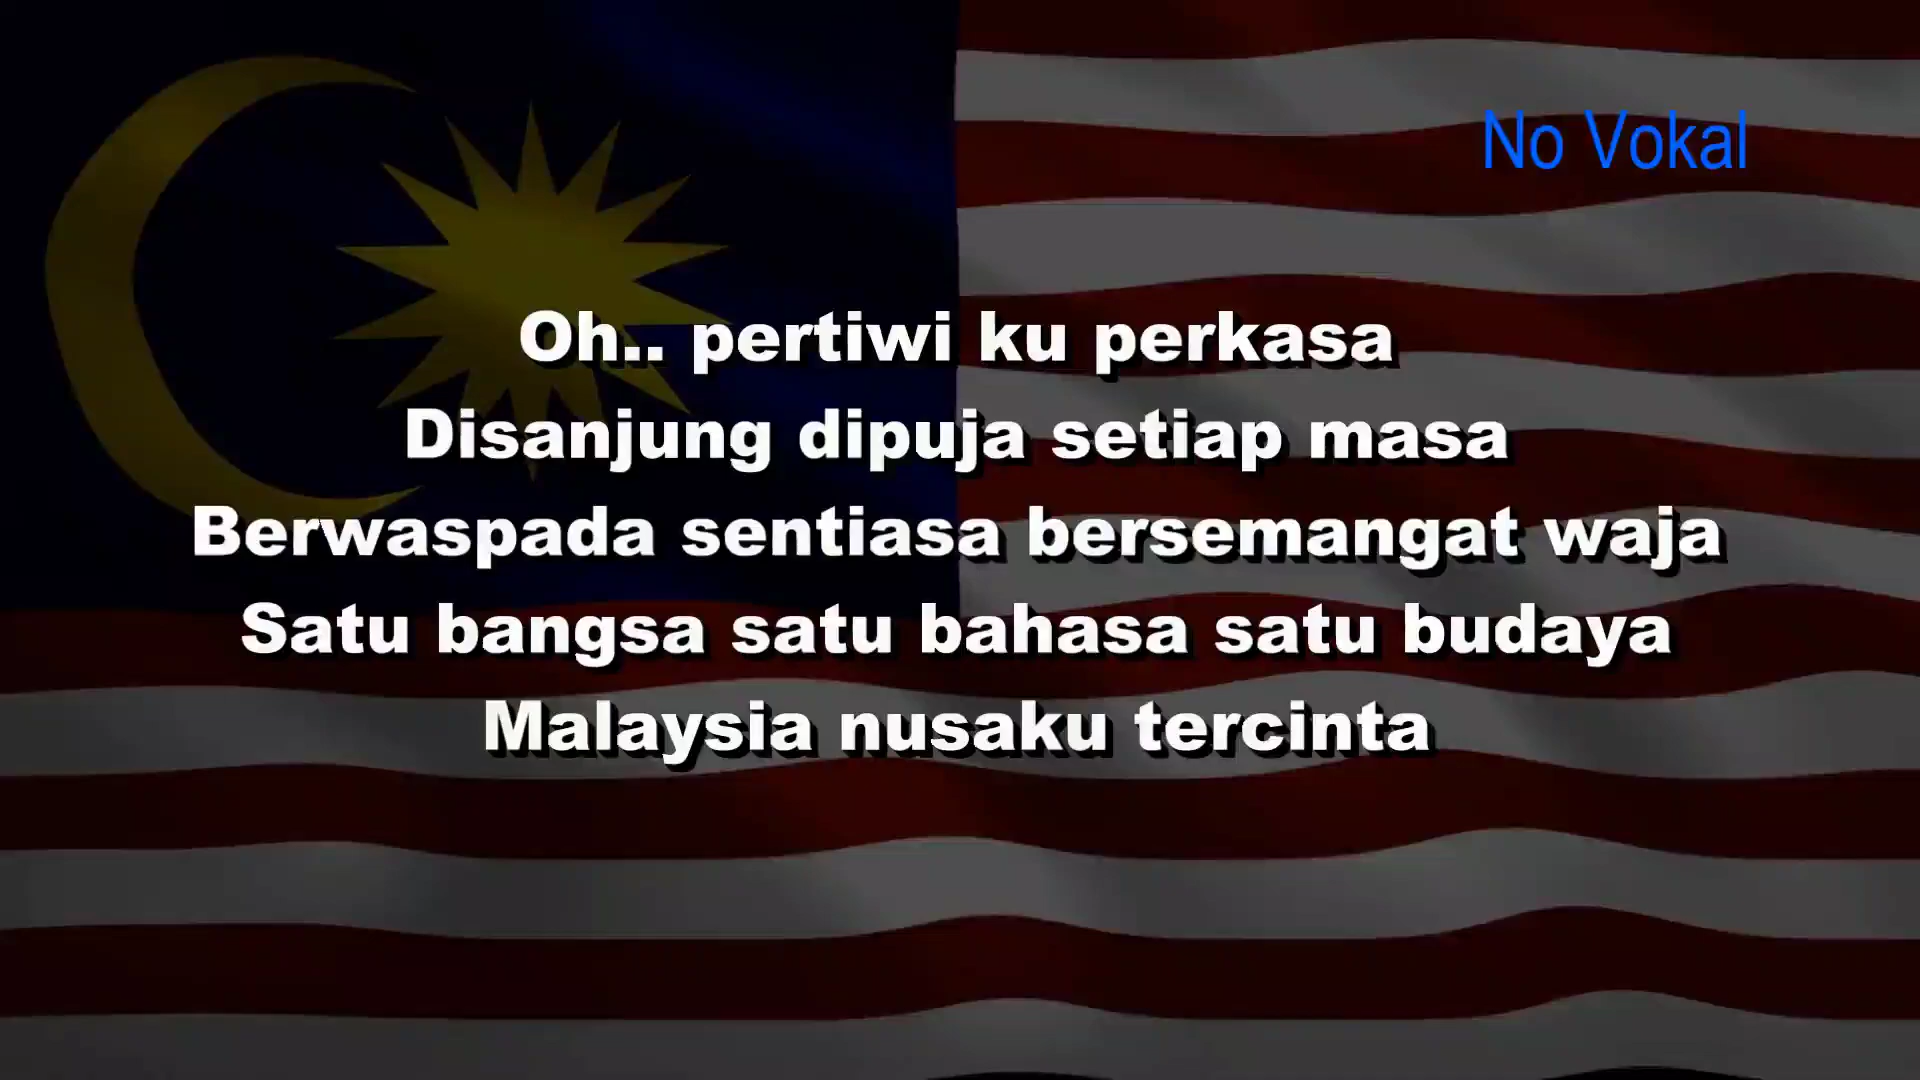 No Vokal
Oh.. pertiwi ku perkasa
Disanjung dipuja setiap masa
Berwaspada sentiasa bersemangat waja
Satu bangsa satu bahasa satu budaya
Malaysia nusaku tercinta